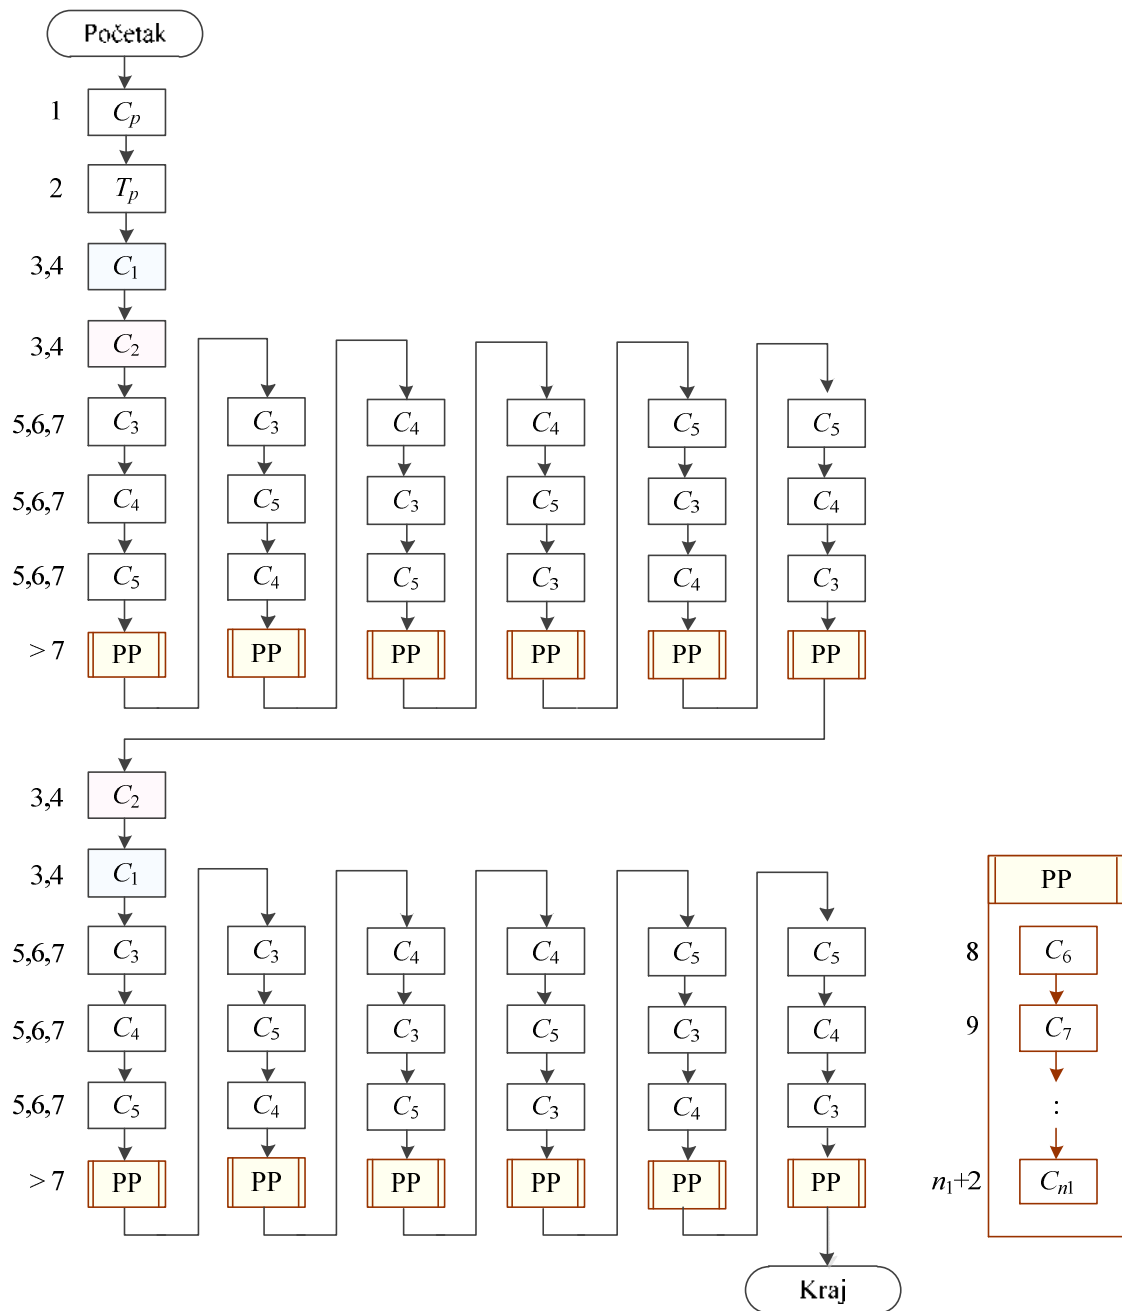 Početak
1 Cp
2 Tp
3,4 C1
3,4 C2
5,6,7 C3 C3 C4 C4 C5 C5
5,6,7 C4 C5 C3 C5 C3 C4
5,6,7 C5 C4 C5 C3 C4 C3
> 7 PP PP PP PP PP PP
3,4 C2
3,4 C1 PP
5,6,7 C3 C3 C4 C4 C5 C5 8 C6
5,6,7 C4 C5 C3 C5 C3 C4 9 C7
5,6,7 C5 C4 C5 C3 C4 C3 :
> 7 PP PP PP PP PP PP n1+2 Cn1
Kraj